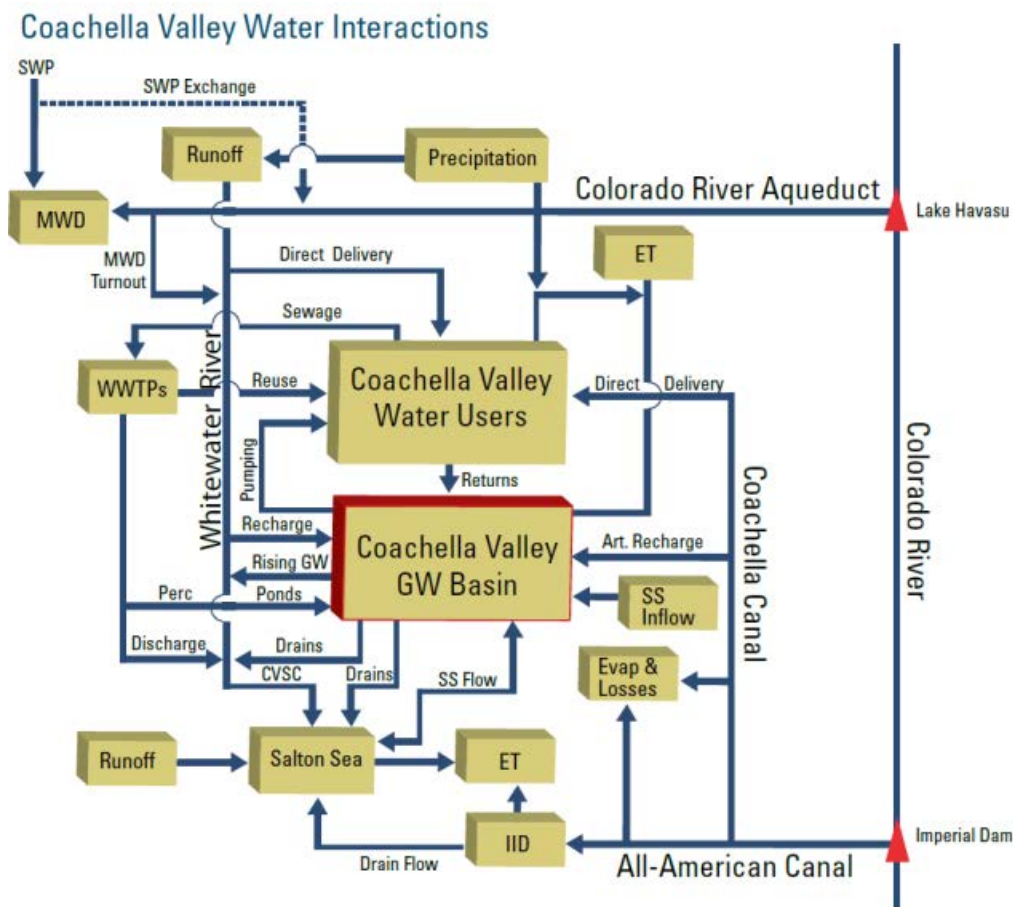 Coachella Valley Water Interactions
SWP
SWP Exchange
Runoff
Precipitation
Colorado River Aqueduct
Lake Havasu
MWD
MWD
Turnout
Direct Delivery
ET
Sewage
Whitewater River
WWTPs
Reuse
Coachella Valley
Water Users
Direct Delivery
Pumping
Returns
Coachella Canal
Colorado River
Recharge
Coachella Valley
GW Basin
Art. Recharge
Rising GW
Perc Ponds
SS
Inflow
Discharge
Drains
CVSC
Drains
SS Flow
Evap &
Losses
Runoff
Salton Sea
ET
IID
Drain Flow
All-American Canal
Imperial Dam